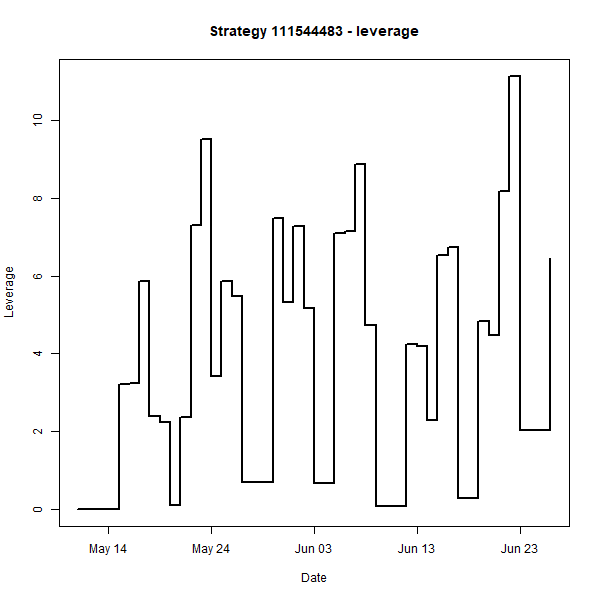 Strategy 111544483 - leverage
Leverage
10
8
6
4
2
0
May 14
May 24
Jun 03
Jun 13
Jun 23
Date